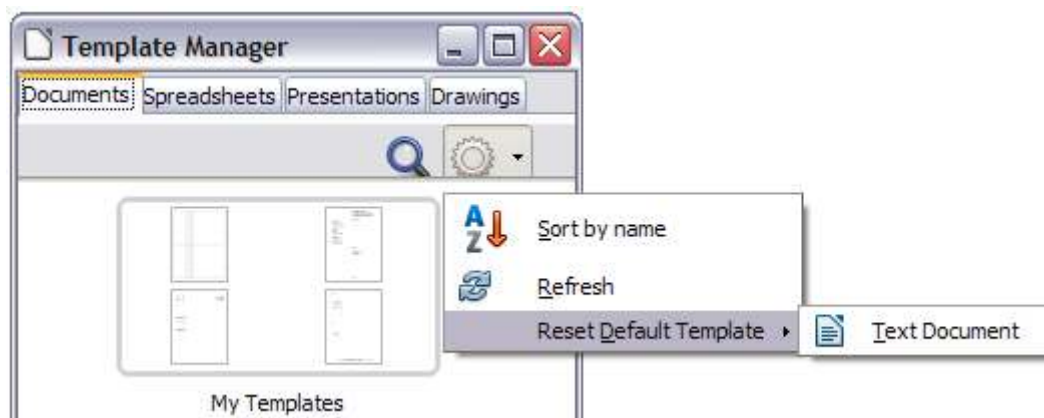 Template Manager
Documents Spreadsheets Presentations Drawings
Sort by name
Refresh
Reset Default Template
Text Document
My Templates